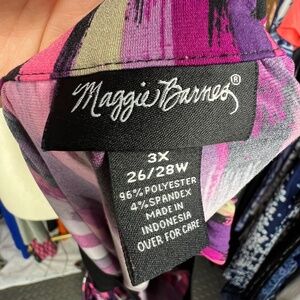 Maggie Barnes®
3X
26/28W
96% POLYESTER
4% SPANDEX
MADE IN
INDONESIA
OVER FOR CARE